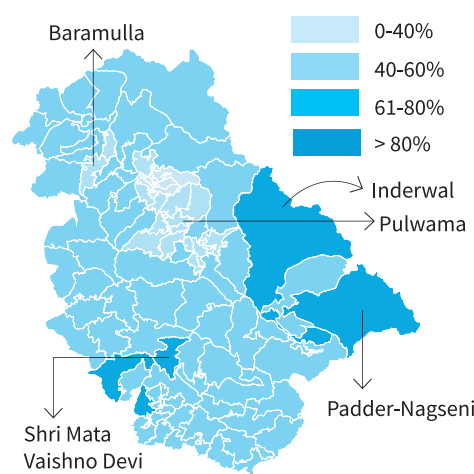 Baramulla
0-40%
40-60%
61-80%
> 80%
Inderwal
Pulwama
Padder-Nagseni
Shri Mata
Vaishno Devi